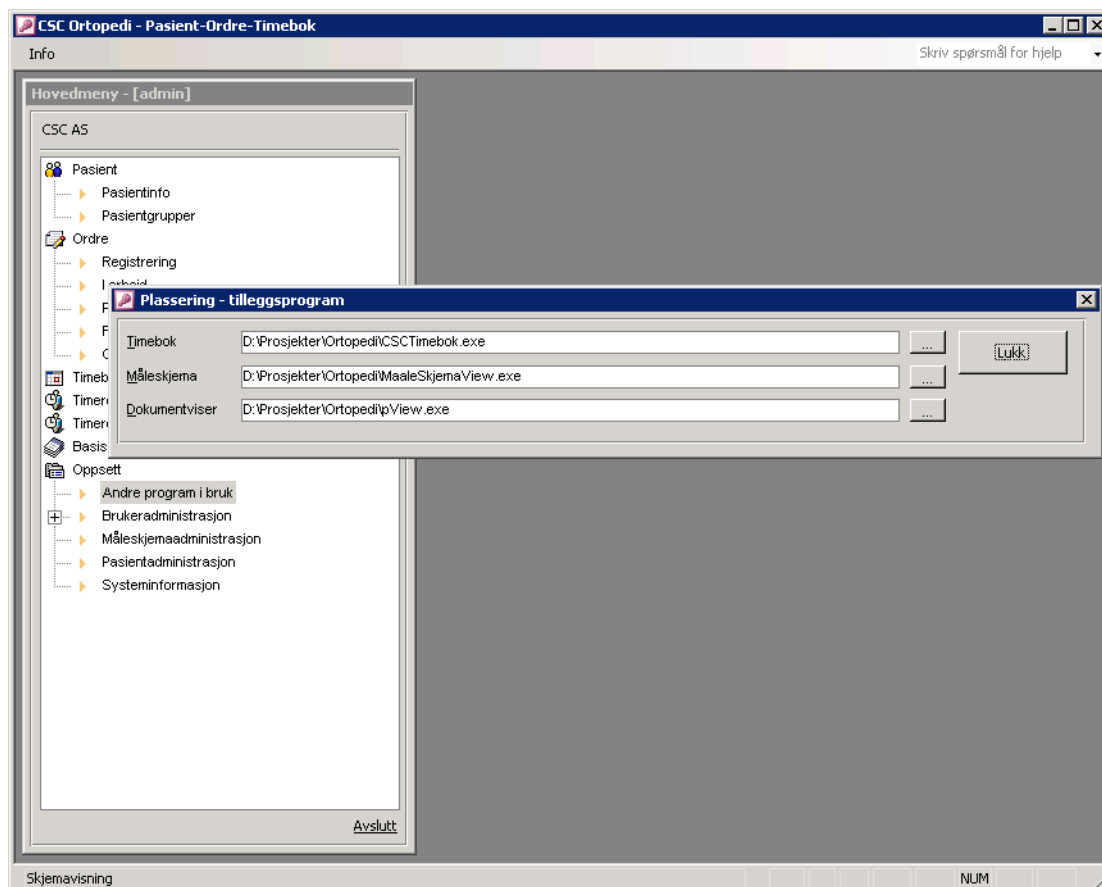 CSC Ortopedi - Pasient-Ordre-Timebok
Info
Skriv spørsmål for hjelp
Hovedmeny - [admin]
CSC AS
Pasient
Pasientinfo
Pasientgrupper
Ordre
Registrering
Plassering - tilleggsprogram
Timebok
D:\Prosjekter\Ortopedi\CSCTimebok.exe
...
Lukk
Måleskjema
D:\Prosjekter\Ortopedi\MaaleSkjemaView.exe
...
Dokumentviser
D:\Prosjekter\Ortopedi\pView.exe
...
Basis
Oppsett
Andre program i bruk
Brukeradministrasjon
Måleskjemaadministrasjon
Pasientadministrasjon
Systeminformasjon
Avslutt
Skjemavisning
NUM